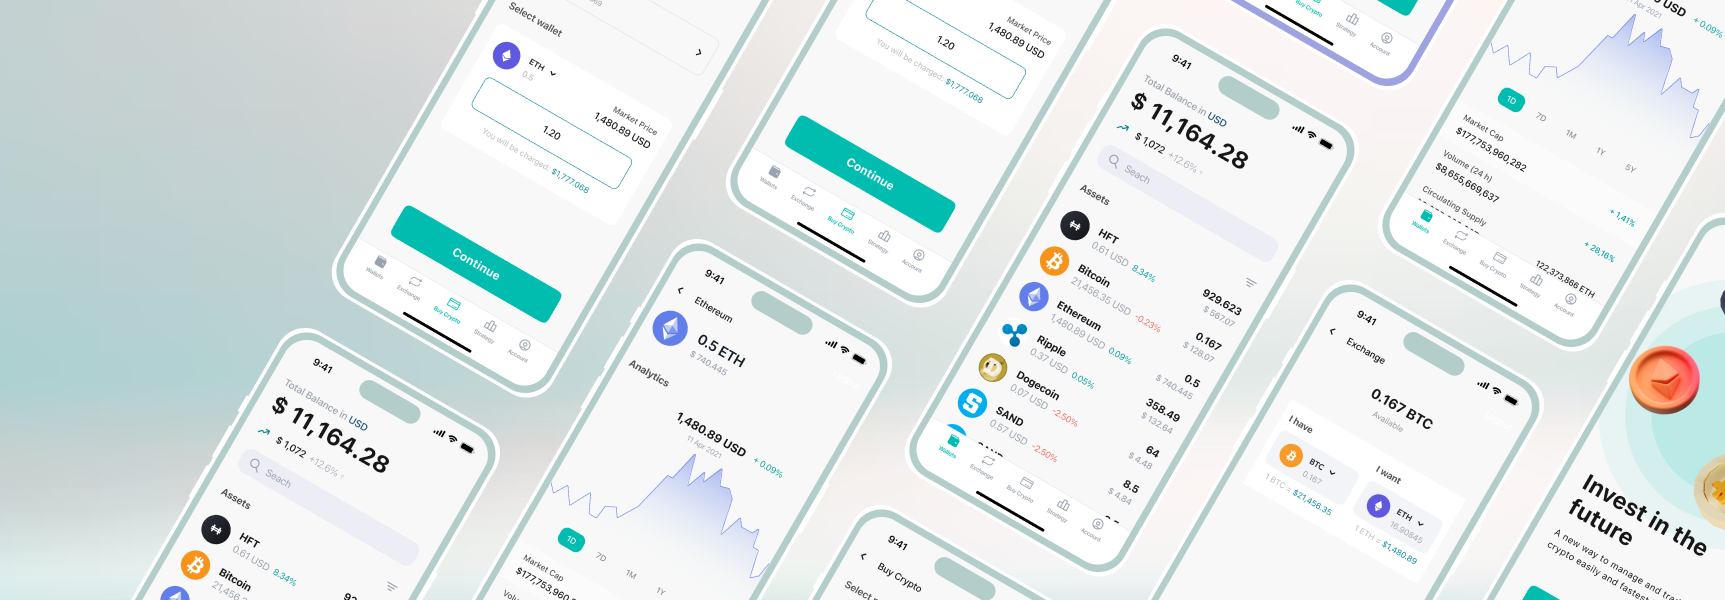 Select wallet
ETH
0.5
Market Price
1,480.89 USD
1.20
You will be charged: $1,777.068
Continue
Wallets
Exchange
Buy Crypto
Strategy
Account
9:41
Total Balance in USD
$ 11,164.28
$ 1,072 +12.6%
Seach
Assets
HFT
0.61 USD 8.34%
Bitcoin
Market Price
1,480.89 USD
1.20
You will be charged: $1,777.068
Continue
Wallets
Exchange
Buy Crypto
Strategy
Account
9:41
Ethereum
0.5 ETH
$ 740.445
Analytics
1,480.89 USD
11 Apr 2021
+ 0.09%
1D
7D
1M
1Y
Market Cap
Buy Crypto
Strategy
Account
9:41
Total Balance in USD
$ 11,164.28
$ 1,072 +12.6%
Seach
Assets
HFT
0.61 USD 8.34%
929.623
$ 567.07
Bitcoin
21,456.35 USD -0.23%
0.167
$ 128.07
Ethereum
1,480.89 USD 0.09%
0.5
$ 740.445
Ripple
0.37 USD 0.05%
358.49
$ 132.64
Dogecoin
0.07 USD -2.50%
64
$ 4.48
SAND
0.57 USD -2.50%
8.5
$ 4.84
Wallets
Exchange
Buy Crypto
Strategy
Account
9:41
Buy Crypto
USD
+ 0.09%
1D
7D
1M
1Y
5Y
Market Cap
$177,753,960,282
+ 1,41%
Volume (24 h)
$8,655,669,637
+ 28,16%
Circulating Supply
122,373,866 ETH
Wallets
Exchange
Buy Crypto
Strategy
Account
9:41
Exchange
0.167 BTC
Available
I have
BTC
0.167
1 BTC = $21,456.35
I want
ETH
16.90845
1 ETH = $1,480.89
Invest in the
future
A new way to manage and
crypto easily and